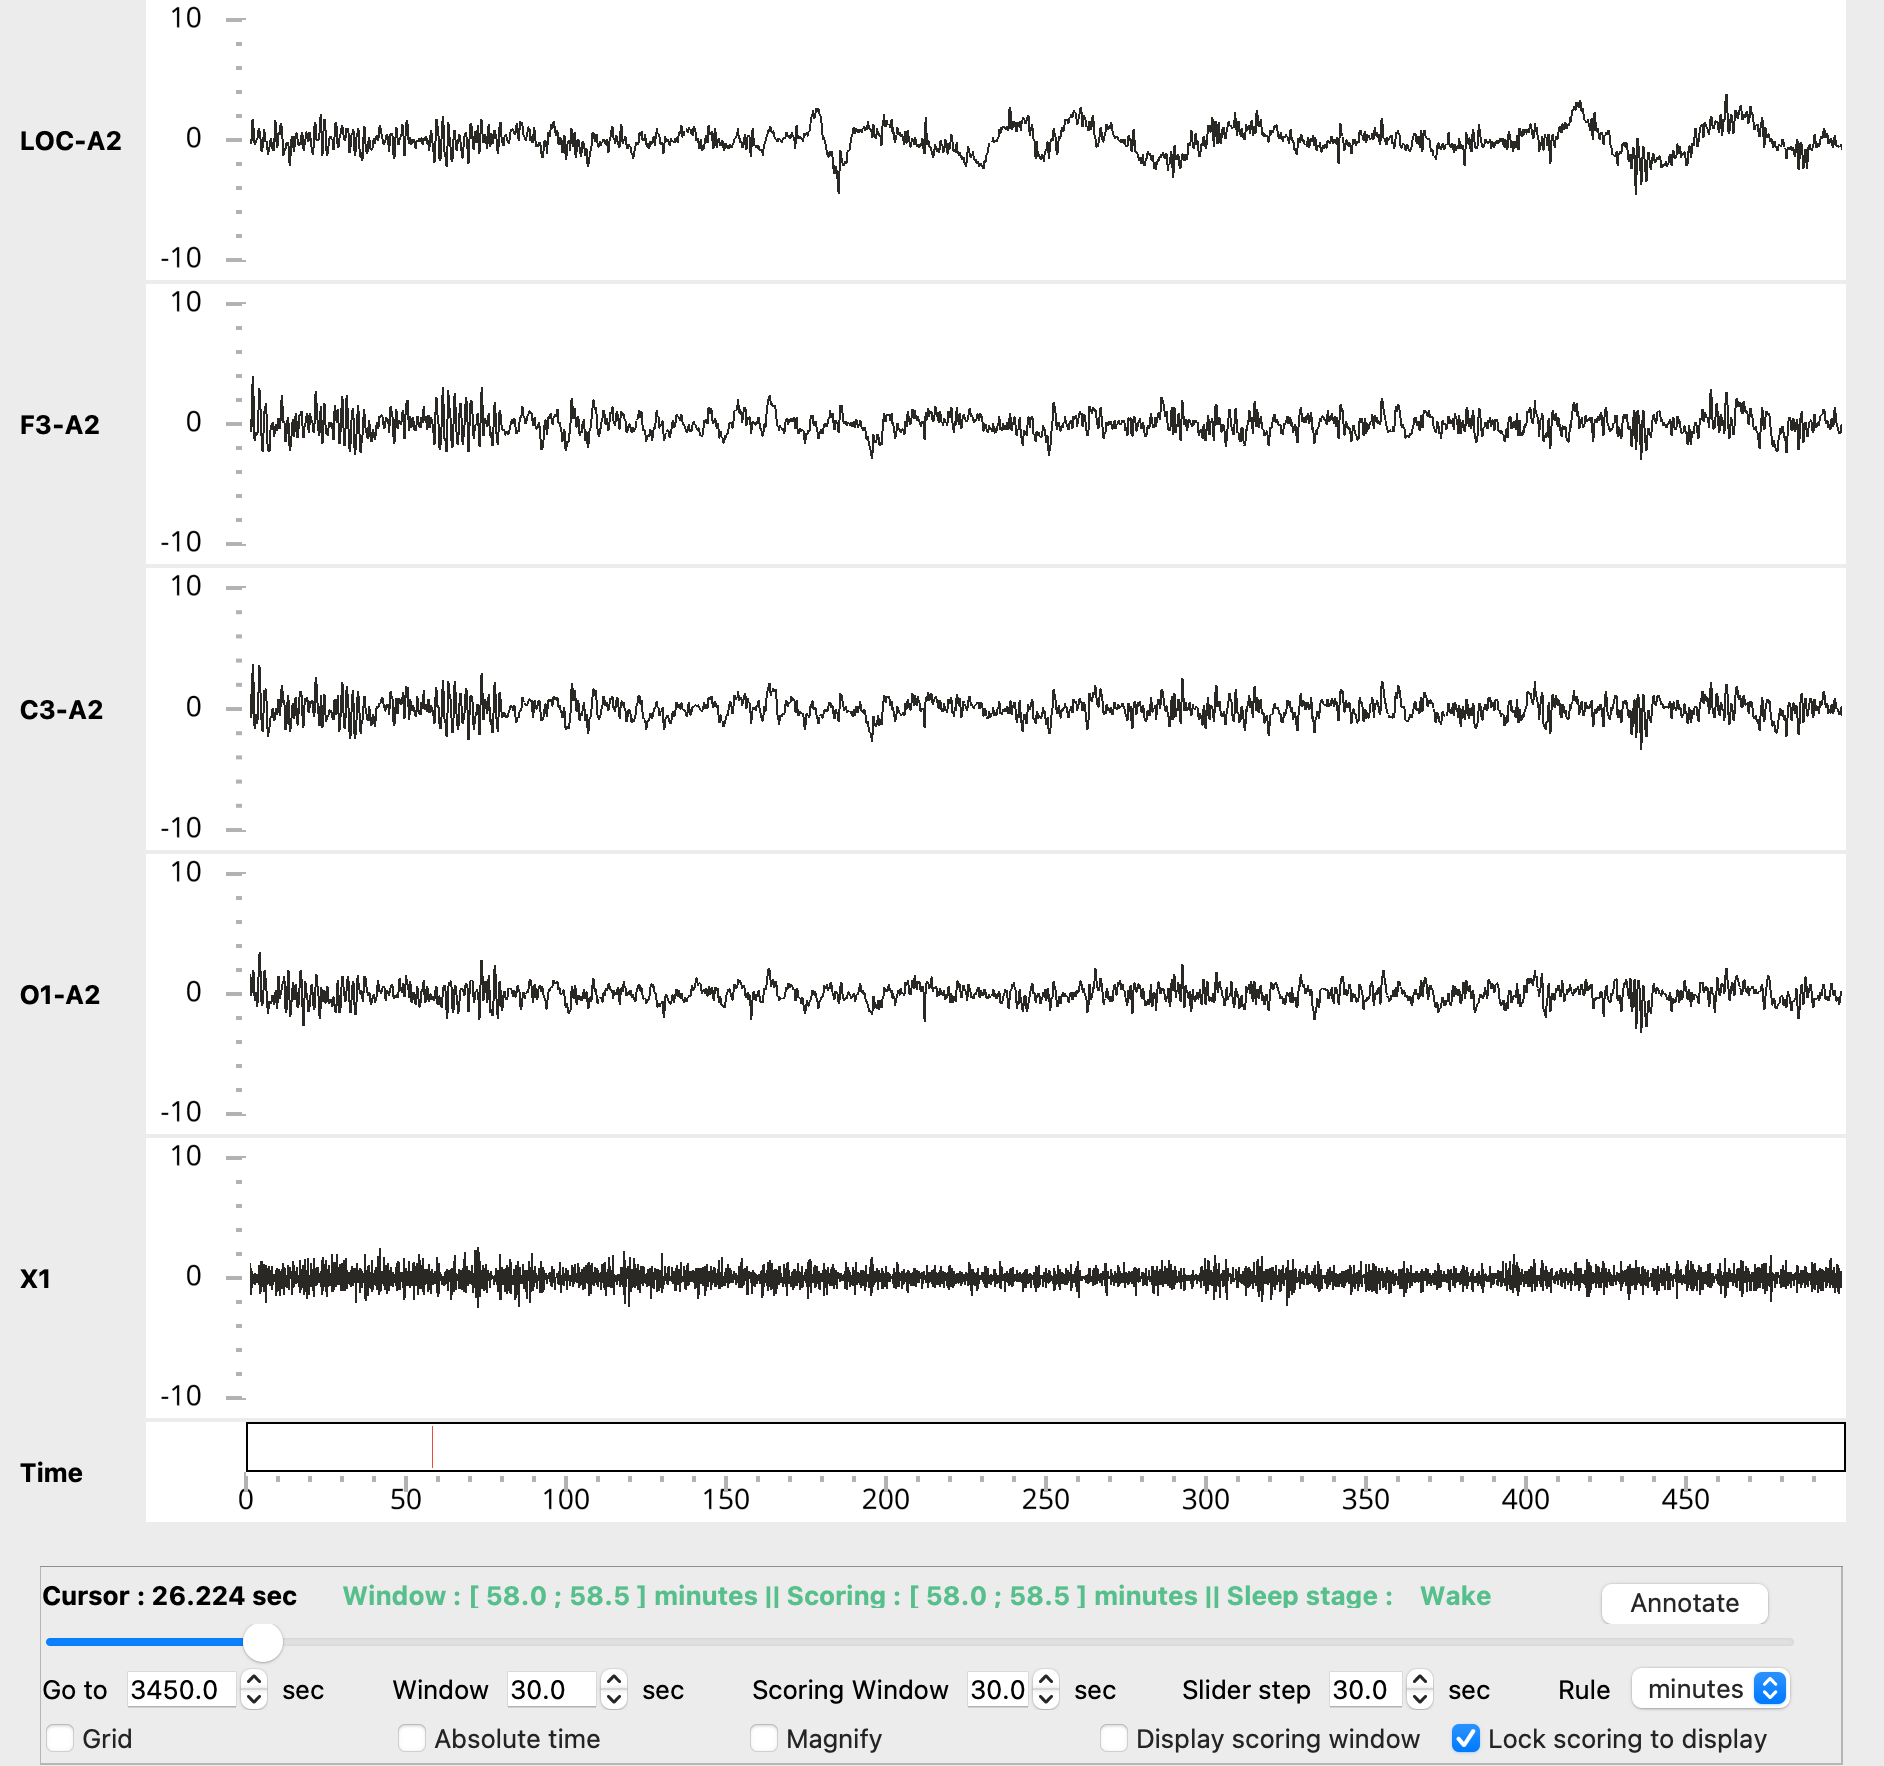 10
LOC-A2
0
-10
10
F3-A2
0
-10
10
C3-A2
0
-10
10
O1-A2
0
-10
10
X1
0
-10
Time
0 50 100 150 200 250 300 350 400 450
Cursor : 26.224 sec Window : [ 58.0 ; 58.5 ] minutes || Scoring : [ 58.0 ; 58.5 ] minutes || Sleep stage : Wake Annotate
Go to 3450.0 sec Window 30.0 sec Scoring Window 30.0 sec Slider step 30.0 sec Rule minutes
Grid Absolute time Magnify Display scoring window Lock scoring to display